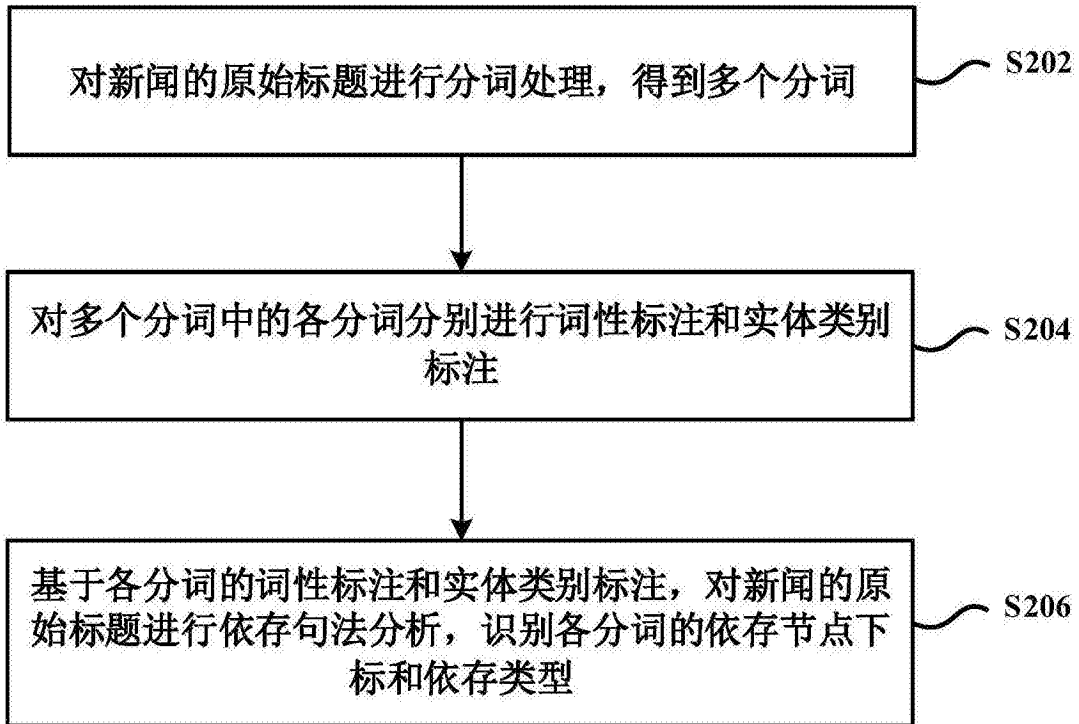 对新闻的原始标题进行分词处理，得到多个分词
S202
对多个分词中的各分词分别进行词性标注和实体类别
标注
S204
基于各分词的词性标注和实体类别标注，对新闻的原
始标题进行依存句法分析，识别各分词的依存节点下
标和依存类型
S206